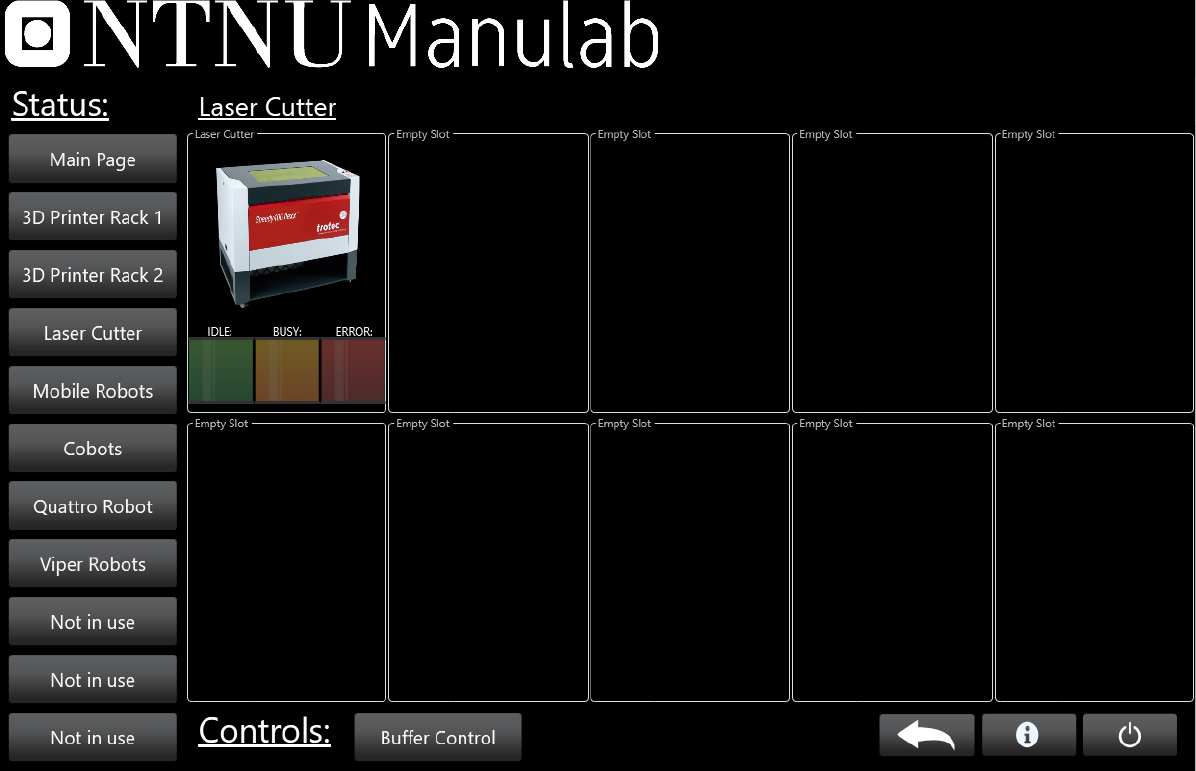 NTNU Manulab
Status:
Laser Cutter
Main Page
3D Printer Rack 1
3D Printer Rack 2
Laser Cutter
Mobile Robots
Cobots
Quattro Robot
Viper Robots
Not in use
Not in use
Not in use
Laser Cutter
Empty Slot
Empty Slot
Empty Slot
Empty Slot
trotec
IDLE:
BUSY:
ERROR:
Empty Slot
Empty Slot
Empty Slot
Empty Slot
Empty Slot
Controls:
Buffer Control